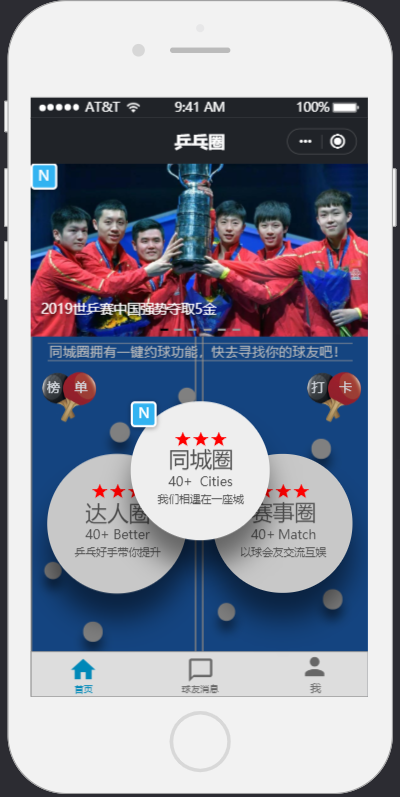 AT&T 9:41 AM 100%
乒乓圈
N
2019世乒赛中国强势夺取5金
同城圈拥有一键约球功能，快去寻找你的球友吧！
榜 单
打 卡
N
同城圈
40+ Cities
我们相遇在一座城
达人圈
40+ Better
乒乓好手带你提升
赛事圈
40+ Match
以球会友交流互娱
首页
球友消息
我